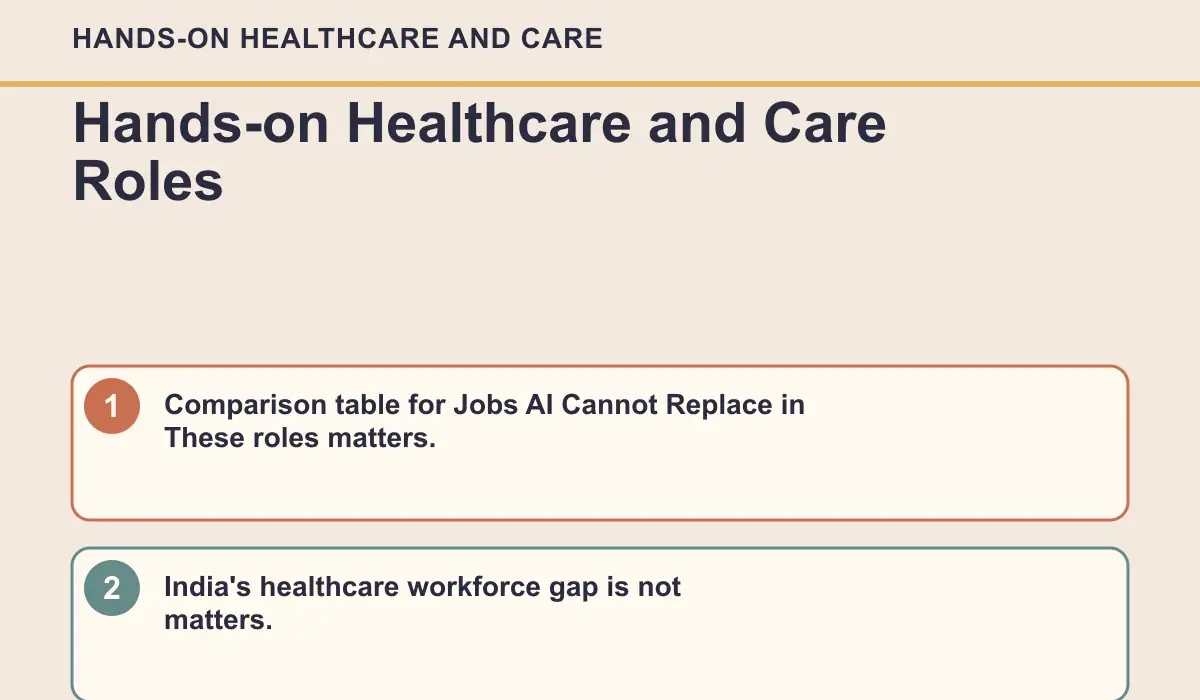 HANDS-ON HEALTHCARE AND CARE
Hands-on Healthcare and Care
Roles
1
Comparison table for Jobs AI Cannot Replace in
These roles matters.
2
India's healthcare workforce gap is not
matters.